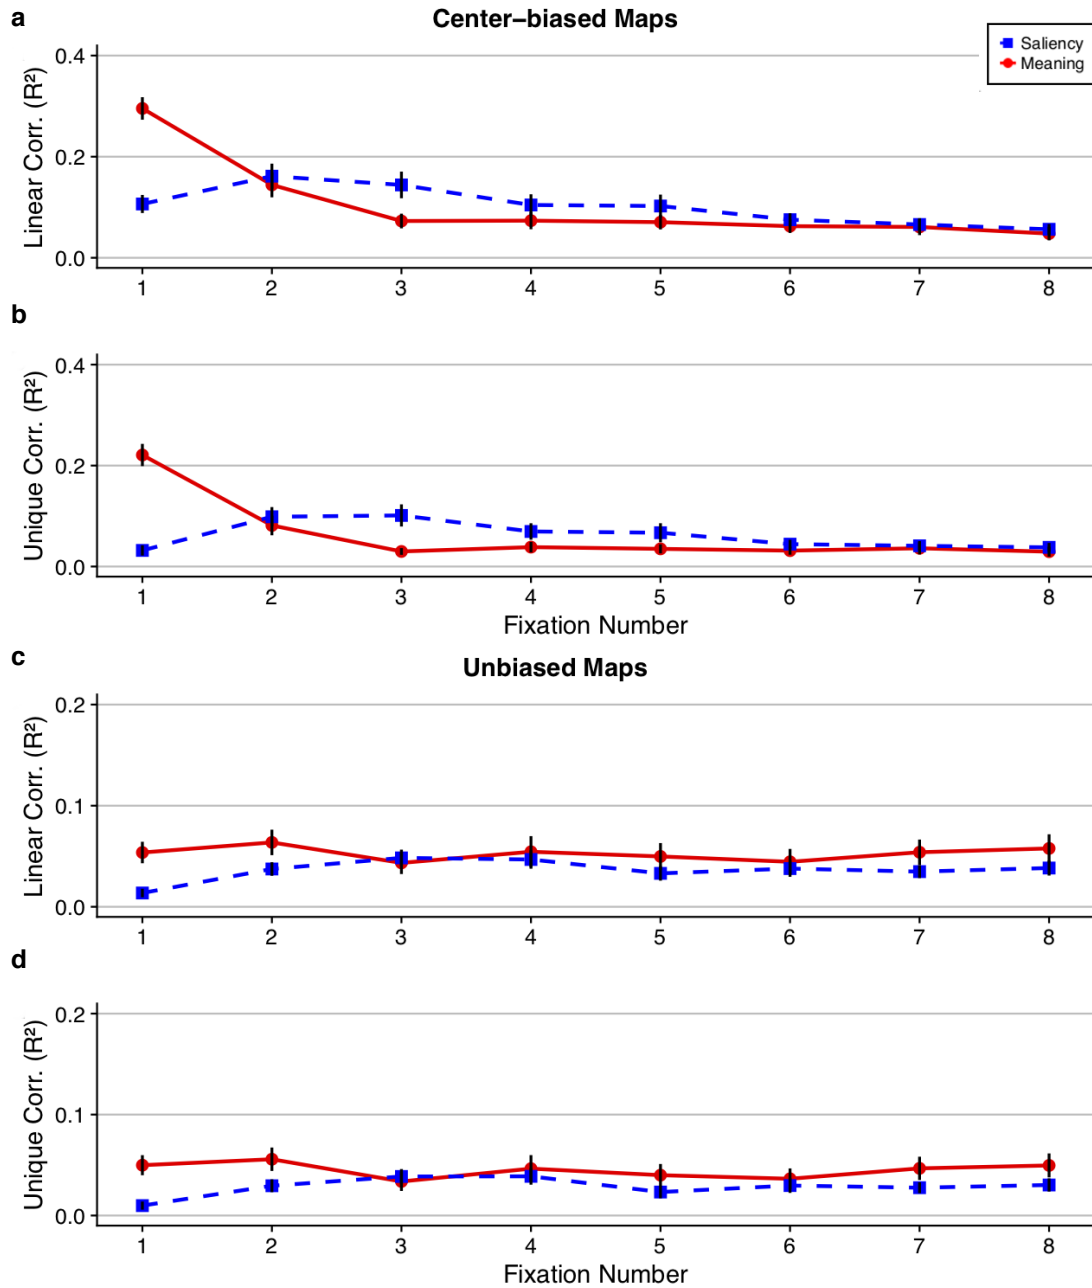 a
Center–biased Maps
Saliency
Meaning
Linear Corr. (R²)
0.4
0.2
0.0
1 2 3 4 5 6 7 8
b
Unique Corr. (R²)
0.4
0.2
0.0
1 2 3 4 5 6 7 8
Fixation Number
c
Unbiased Maps
Linear Corr. (R²)
0.2
0.1
0.0
1 2 3 4 5 6 7 8
d
Unique Corr. (R²)
0.2
0.1
0.0
1 2 3 4 5 6 7 8
Fixation Number